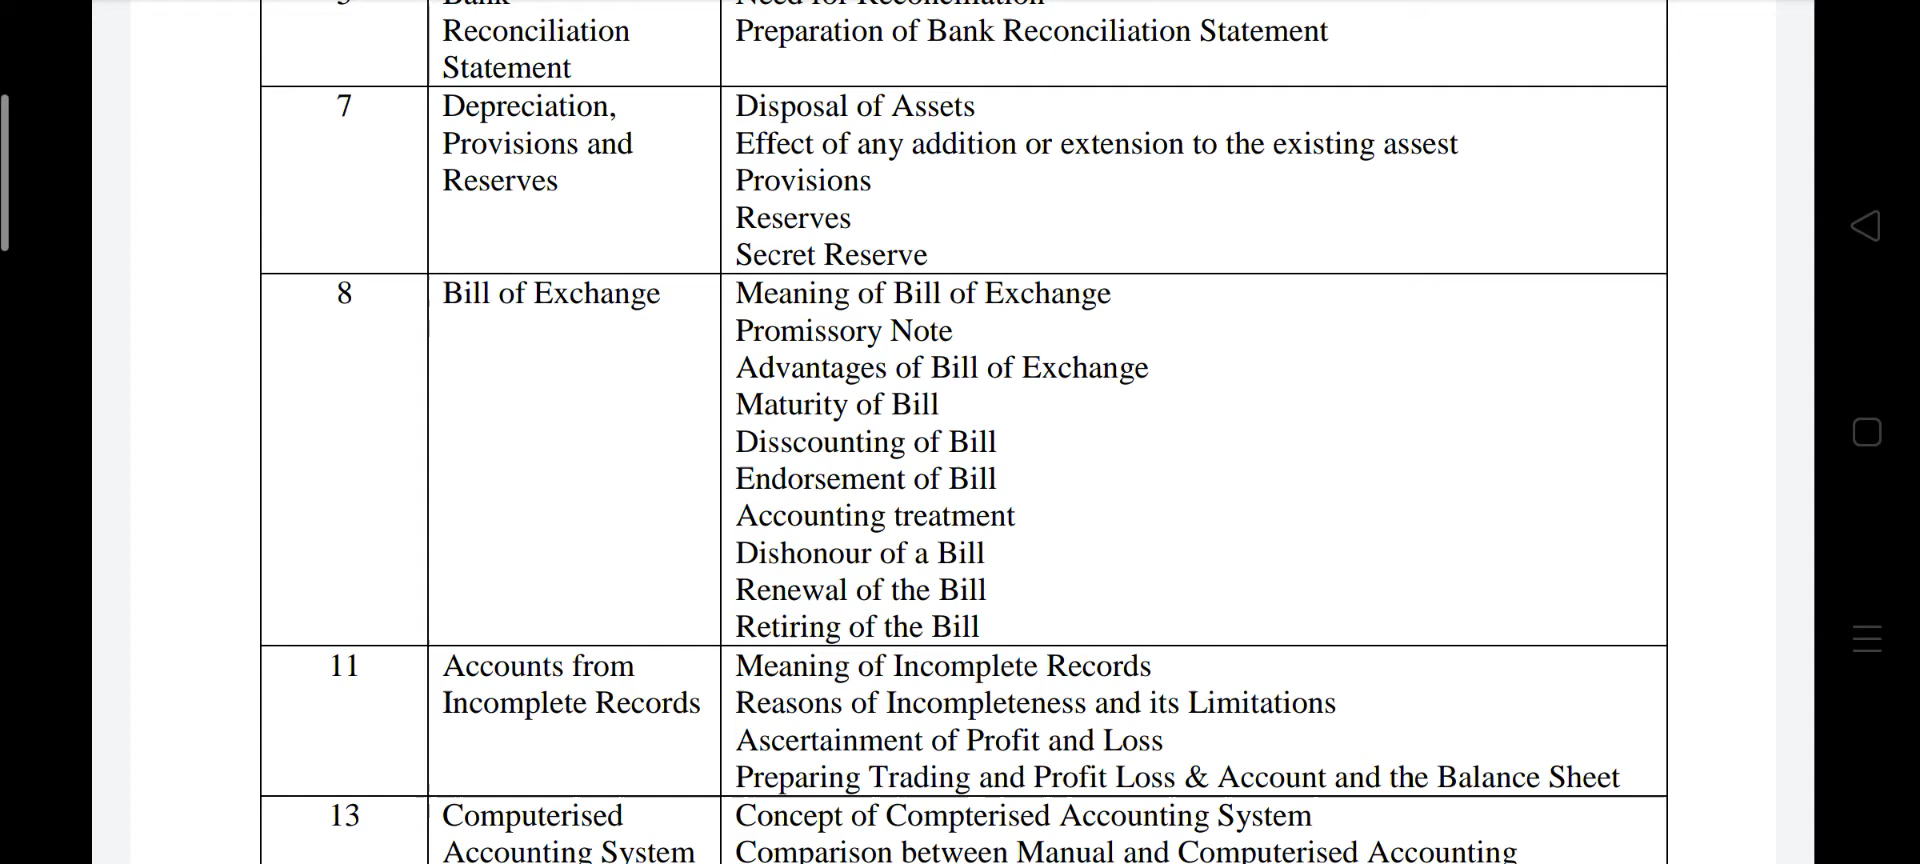 Bank Need for Reconciliation
Reconciliation Preparation of Bank Reconciliation Statement
Statement
7 Depreciation, Disposal of Assets
Provisions and Effect of any addition or extension to the existing assest
Reserves Provisions
Reserves
Secret Reserve
8 Bill of Exchange Meaning of Bill of Exchange
Promissory Note
Advantages of Bill of Exchange
Maturity of Bill
Disscounting of Bill
Endorsement of Bill
Accounting treatment
Dishonour of a Bill
Renewal of the Bill
Retiring of the Bill
11 Accounts from Meaning of Incomplete Records
Incomplete Records Reasons of Incompleteness and its Limitations
Ascertainment of Profit and Loss
Preparing Trading and Profit Loss & Account and the Balance Sheet
13 Computerised Concept of Compterised Accounting System
Accounting System Comparison between Manual and Computerised Accounting